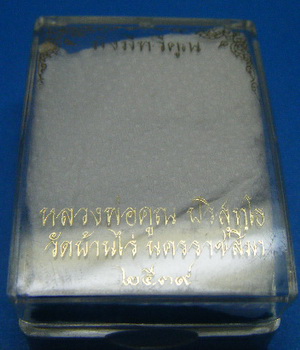 หลวงพ่อคูณ ปริสุทฺโธ
วัดบ้านไร่ นครราชสีมา
๒๕๓๙